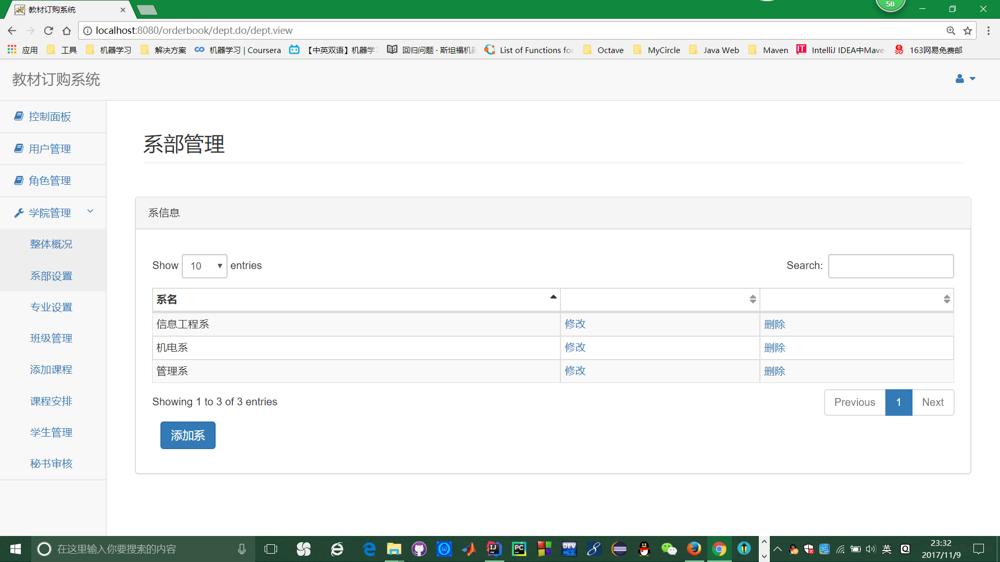 教材订购系统
50
localhost:8080/orderbook/dept.do/dept.view
应用 工具 机器学习 解决方案 机器学习 | Coursera 【中英双语】机器学 回归问题 · 斯坦福机器 List of Functions for Octave MyCircle Java Web Maven IntelliJ IDEA中Mave 163网易免费邮
教材订购系统
控制面板
用户管理
角色管理
学院管理
整体概况
系部设置
专业设置
班级管理
添加课程
课程安排
学生管理
秘书审核
系部管理
系信息
Show 10 entries
Search:
系名
信息工程系 修改 删除
机电系 修改 删除
管理系 修改 删除
Showing 1 to 3 of 3 entries
Previous 1 Next
添加系
在这里输入你要搜索的内容
英
23:32
2017/11/9